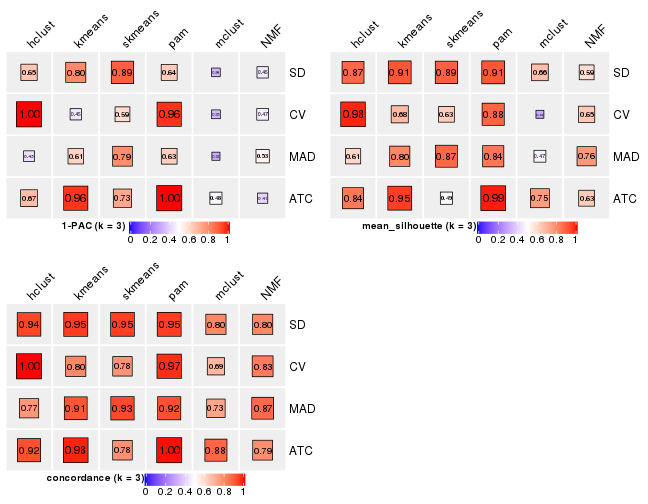 hclust kmeans skmeans pam mclust NMF
0.65 0.80 0.89 0.64 SD
1.00 0.59 0.96 0.47 CV
0.61 0.79 0.63 0.53 MAD
0.67 0.96 0.73 1.00 0.48 ATC
1-PAC (k = 3)
0 0.2 0.4 0.6 0.8 1
hclust kmeans skmeans pam mclust NMF
0.87 0.91 0.89 0.91 0.66 0.59 SD
0.98 0.68 0.63 0.88 0.65 CV
0.61 0.80 0.87 0.84 0.47 0.76 MAD
0.84 0.95 0.49 0.99 0.75 0.63 ATC
mean_silhouette (k = 3)
0 0.2 0.4 0.6 0.8 1
hclust kmeans skmeans pam mclust NMF
0.94 0.95 0.95 0.95 0.80 0.80 SD
1.00 0.80 0.78 0.97 0.69 0.83 CV
0.77 0.91 0.93 0.92 0.73 0.87 MAD
0.92 0.98 0.78 1.00 0.88 0.79 ATC
concordance (k = 3)
0 0.2 0.4 0.6 0.8 1